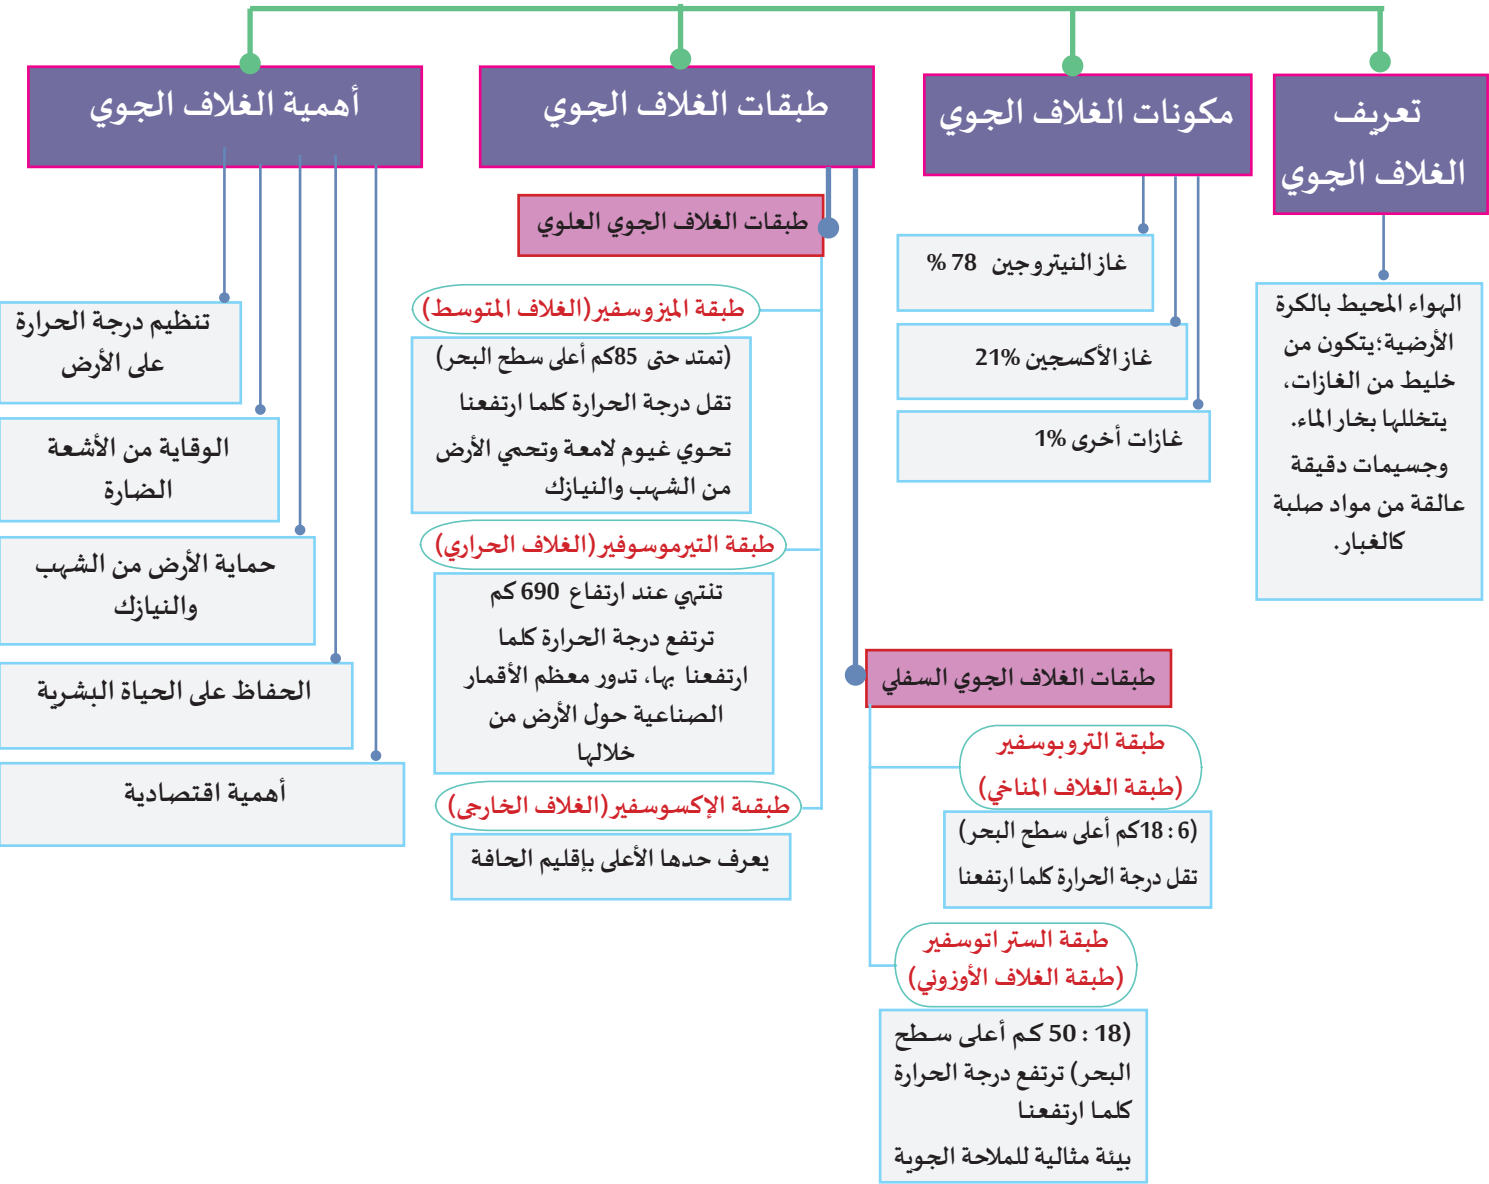 تعريف
الغلاف الجوي
الهواء المحيط بالكرة
الأرضية؛يتكون من
خليط من الغازات،
يتخللها بخار الماء.
وجسيمات دقيقة
عالقة من مواد صلبة
كالغبار.
مكونات الغلاف الجوي
غاز النيتروجين 78 %
غاز الأكسجين 21%
غازات أخرى 1%
طبقات الغلاف الجوي
طبقات الغلاف الجوي العلوي
طبقة الميزوسفير (الغلاف المتوسط)
(تمتد حتى 85كم أعلى سطح البحر)
تقل درجة الحرارة كلما ارتفعنا
تحوي غيوم لامعة وتحمي الأرض
من الشهب والنيازك
طبقة التيرموسوفير (الغلاف الحراري)
تنتهي عند ارتفاع 690 كم
ترتفع درجة الحرارة كلما
ارتفعنا بها، تدور معظم الأقمار
الصناعية حول الأرض من
خلالها
طبقىة الإكسوسفير (الغلاف الخارجى)
يعرف حدها الأعلى بإقليم الحافة
طبقات الغلاف الجوي السفلي
طبقة التروبوسفير
(طبقة الغلاف المناخي)
(6 : 18كم أعلى سطح البحر)
تقل درجة الحرارة كلما ارتفعنا
طبقة الستراتوسفير
(طبقة الغلاف الأوزوني)
(18 : 50 كم أعلى سطح
البحر) ترتفع درجة الحرارة
كلما ارتفعنا
بيئة مثالية للملاحة الجوية
أهمية الغلاف الجوي
تنظيم درجة الحرارة
على الأرض
الوقاية من الأشعة
الضارة
حماية الأرض من الشهب
والنيازك
الحفاظ على الحياة البشرية
أهمية اقتصادية